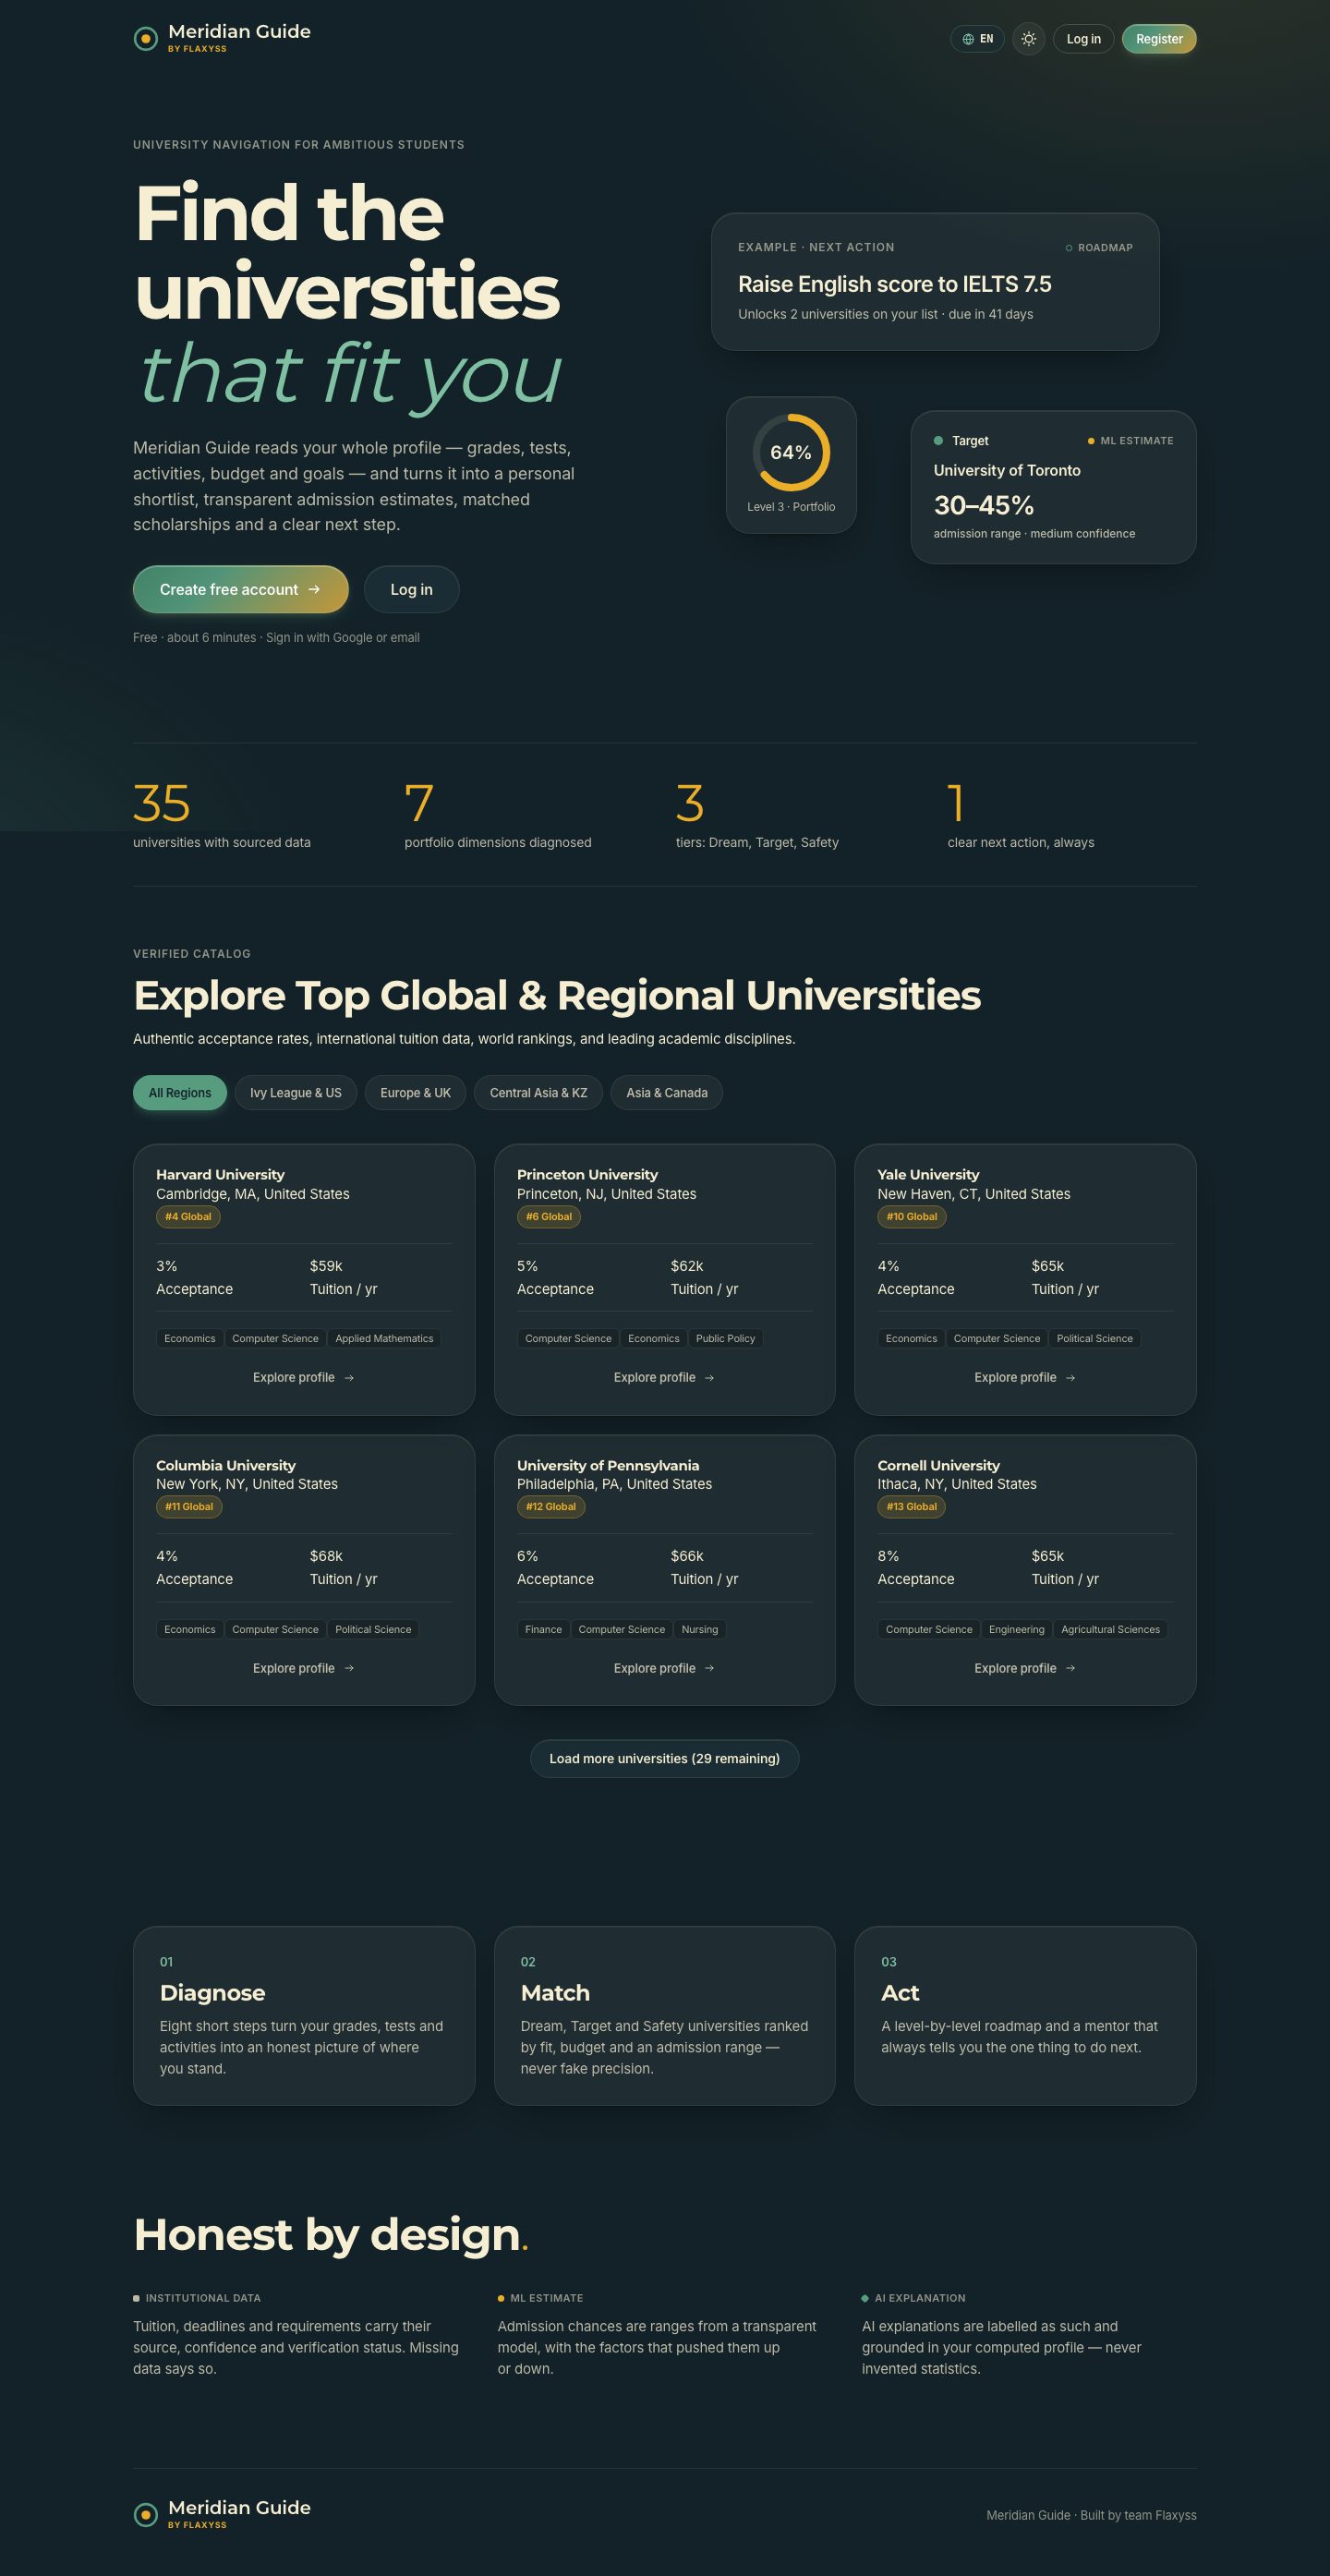 Meridian Guide
BY FLAXYSS
EN
Log in
Register
UNIVERSITY NAVIGATION FOR AMBITIOUS STUDENTS
Find the
universities
that fit you
Meridian Guide reads your whole profile — grades, tests,
activities, budget and goals — and turns it into a personal
shortlist, transparent admission estimates, matched
scholarships and a clear next step.
Create free account →
Log in
Free · about 6 minutes · Sign in with Google or email
EXAMPLE · NEXT ACTION
ROADMAP
Raise English score to IELTS 7.5
Unlocks 2 universities on your list · due in 41 days
64%
Level 3 · Portfolio
Target
ML ESTIMATE
University of Toronto
30–45%
admission range · medium confidence
35
universities with sourced data
7
portfolio dimensions diagnosed
3
tiers: Dream, Target, Safety
1
clear next action, always
VERIFIED CATALOG
Explore Top Global & Regional Universities
Authentic acceptance rates, international tuition data, world rankings, and leading academic disciplines.
All Regions
Ivy League & US
Europe & UK
Central Asia & KZ
Asia & Canada
Harvard University
Cambridge, MA, United States
#4 Global
3%
Acceptance
$59k
Tuition / yr
Economics
Computer Science
Applied Mathematics
Explore profile →
Princeton University
Princeton, NJ, United States
#6 Global
5%
Acceptance
$62k
Tuition / yr
Computer Science
Economics
Public Policy
Explore profile →
Yale University
New Haven, CT, United States
#10 Global
4%
Acceptance
$65k
Tuition / yr
Economics
Computer Science
Political Science
Explore profile →
Columbia University
New York, NY, United States
#11 Global
4%
Acceptance
$68k
Tuition / yr
Economics
Computer Science
Political Science
Explore profile →
University of Pennsylvania
Philadelphia, PA, United States
#12 Global
6%
Acceptance
$66k
Tuition / yr
Finance
Computer Science
Nursing
Explore profile →
Cornell University
Ithaca, NY, United States
#13 Global
8%
Acceptance
$65k
Tuition / yr
Computer Science
Engineering
Agricultural Sciences
Explore profile →
Load more universities (29 remaining)
01
Diagnose
Eight short steps turn your grades, tests and
activities into an honest picture of where
you stand.
02
Match
Dream, Target and Safety universities ranked
by fit, budget and an admission range —
never fake precision.
03
Act
A level-by-level roadmap and a mentor that
always tells you the one thing to do next.
Honest by design.
INSTITUTIONAL DATA
Tuition, deadlines and requirements carry their
source, confidence and verification status. Missing
data says so.
ML ESTIMATE
Admission chances are ranges from a transparent
model, with the factors that pushed them up
or down.
AI EXPLANATION
AI explanations are labelled as such and
grounded in your computed profile — never
invented statistics.
Meridian Guide
BY FLAXYSS
Meridian Guide · Built by team Flaxyss